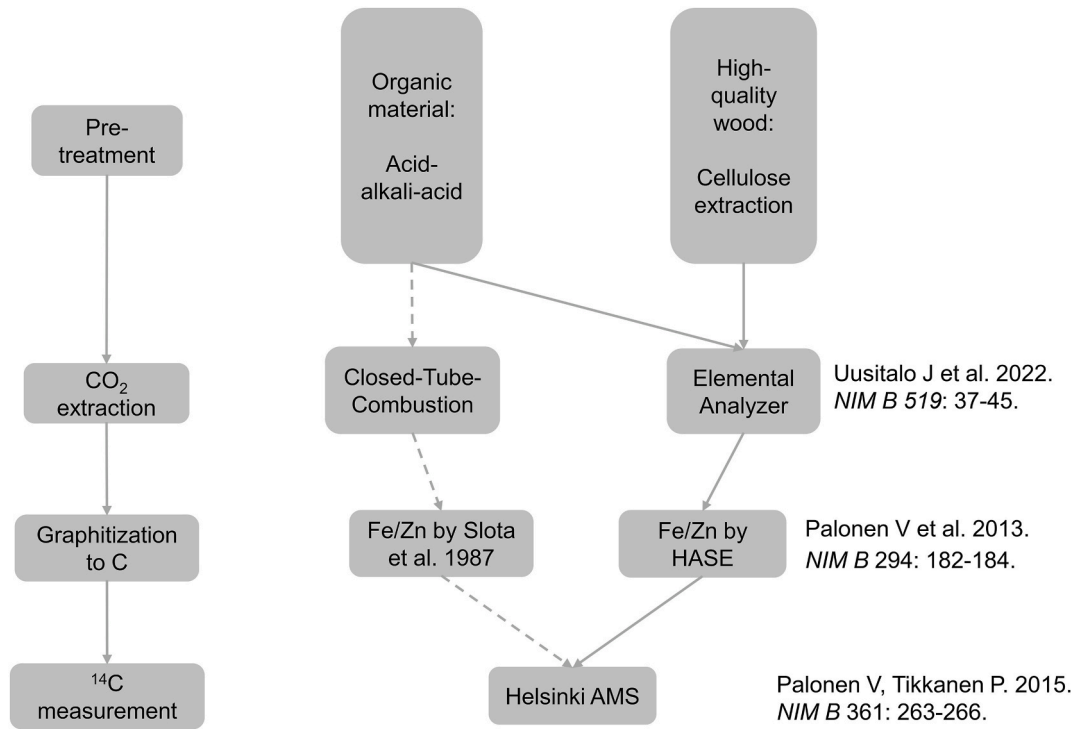 Pre-
treatment
Organic
material:
Acid-
alkali-acid
High-
quality
wood:
Cellulose
extraction
CO₂
extraction
Closed-Tube-
Combustion
Elemental
Analyzer
Uusitalo J et al. 2022.
NIM B 519: 37-45.
Graphitization
to C
Fe/Zn by Slota
et al. 1987
Fe/Zn by
HASE
Palonen V et al. 2013.
NIM B 294: 182-184.
¹⁴C
measurement
Helsinki AMS
Palonen V, Tikkanen P. 2015.
NIM B 361: 263-266.